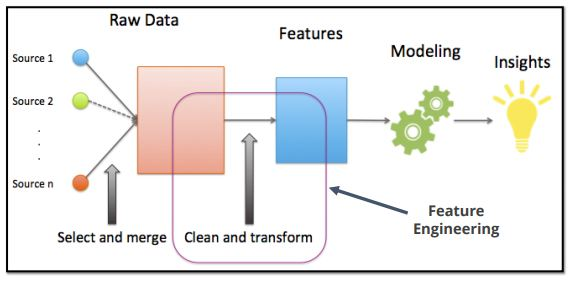 Raw Data
Features
Modeling
Insights
Source 1
Source 2
.
.
.
Source n
Select and merge
Clean and transform
Feature
Engineering